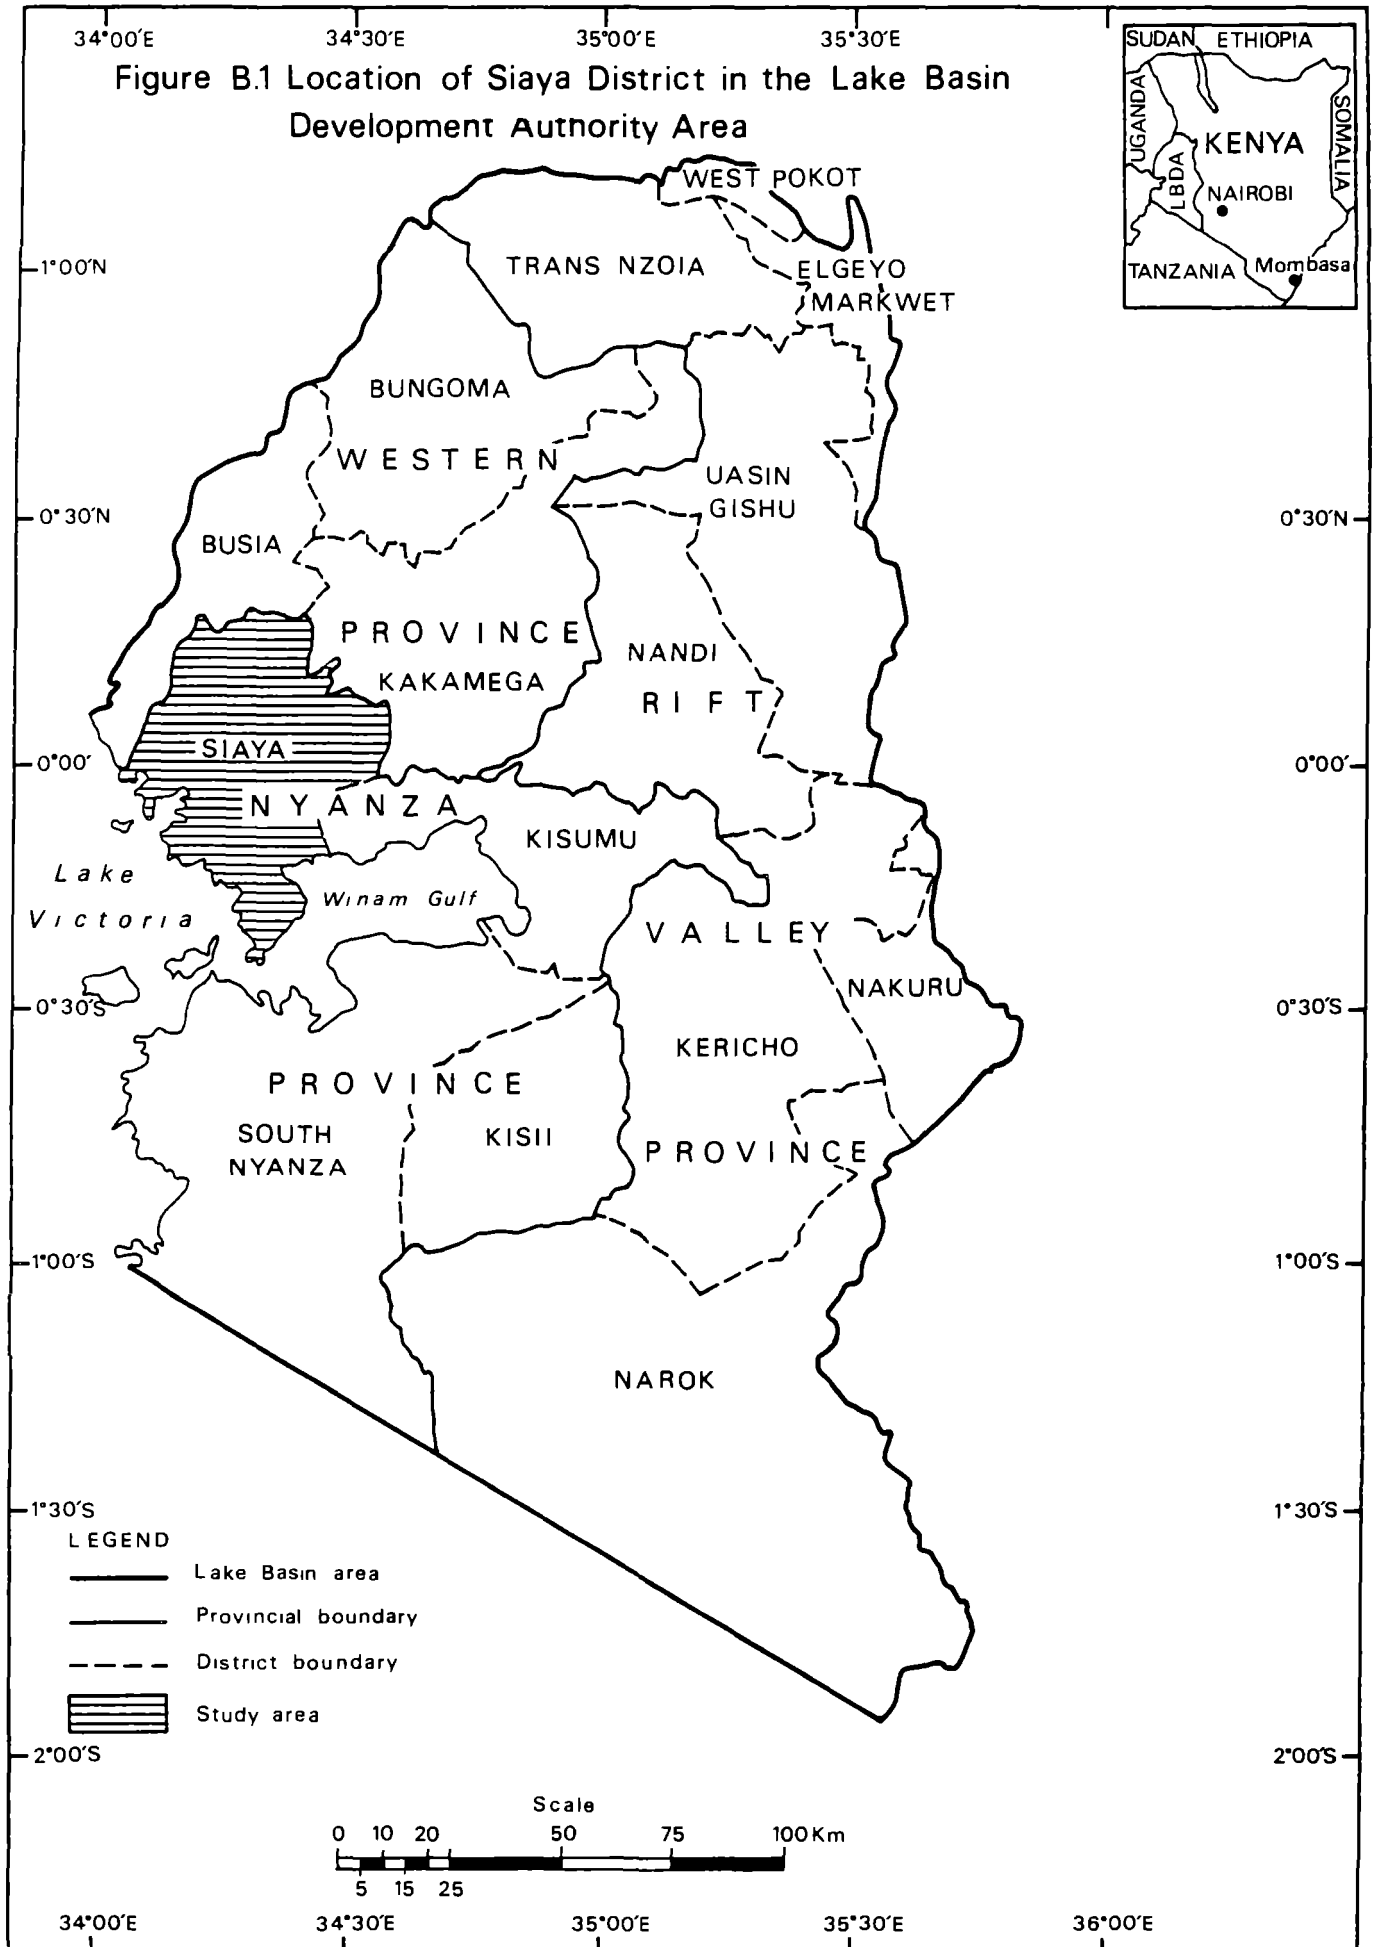 34°00′E 34°30′E 35°00′E 35°30′E
Figure B.1 Location of Siaya District in the Lake Basin
Development Authority Area
SUDAN ETHIOPIA
UGANDA
SOMALIA
KENYA
LBDA
NAIROBI
TANZANIA Mombasa
WEST POKOT
1°00′N
TRANS NZOIA
ELGEYO
MARKWET
BUNGOMA
WESTERN
UASIN
GISHU
0°30′N 0°30′N
BUSIA
PROVINCE
NANDI
KAKAMEGA
RIFT
SIAYA
0°00′ 0°00′
NYANZA
KISUMU
Lake
Victoria
Winam Gulf
VALLEY
NAKURU
0°30′S 0°30′S
KERICHO
PROVINCE
SOUTH
NYANZA
KISII
PROVINCE
1°00′S 1°00′S
NAROK
1°30′S 1°30′S
LEGEND
Lake Basin area
Provincial boundary
District boundary
Study area
2°00′S 2°00′S
Scale
0 10 20 50 75 100 Km
5 15 25
34°00′E 34°30′E 35°00′E 35°30′E 36°00′E